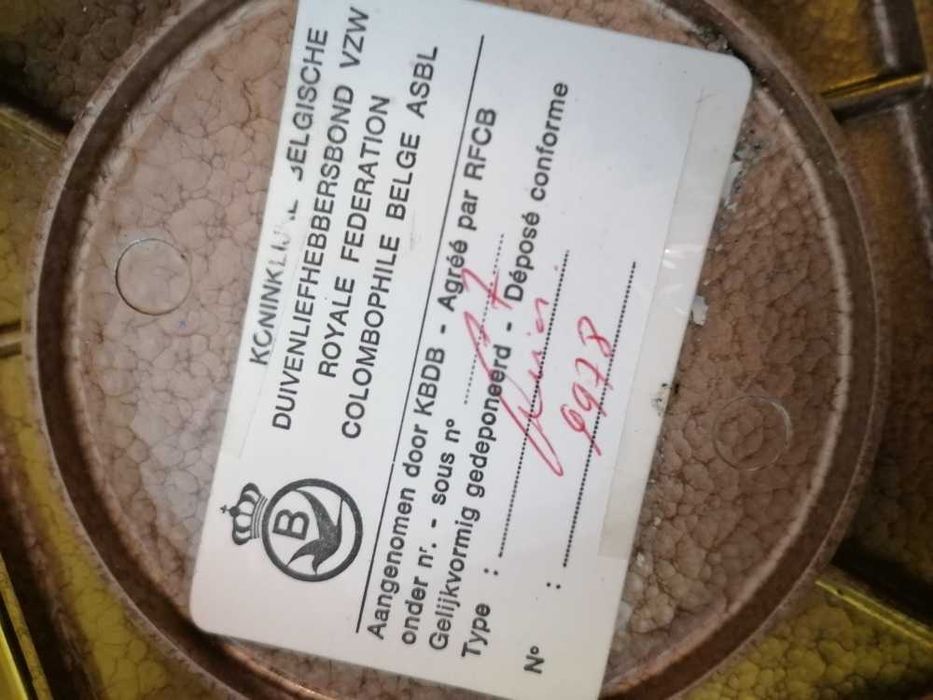 KONINKLIJKE BELGISCHE
DUIVENLIEFHEBBERSBOND VZW
ROYALE FEDERATION
COLOMBOPHILE BELGE ASBL
B
Aangenomen door KBDB - Agréé par RFCB
onder nr. - sous n°
Gelijkvormig gedeponeerd - Déposé conforme
Type :
N° : 9978